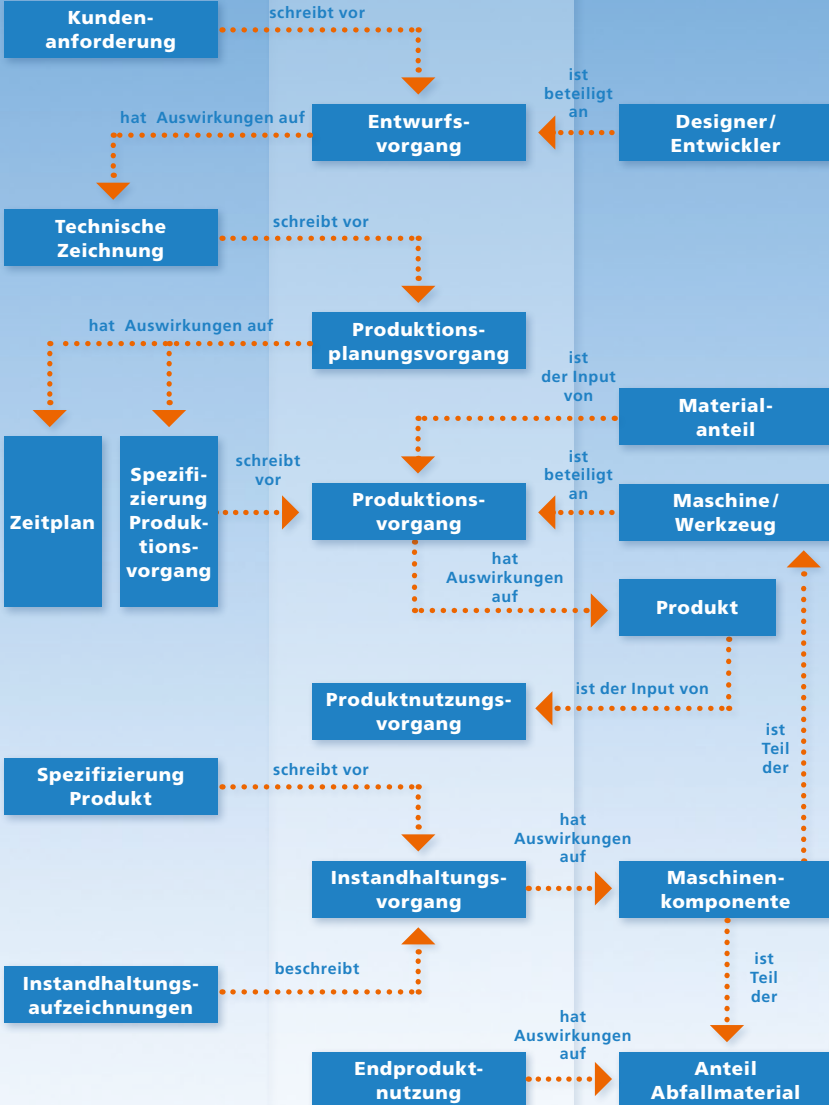 Kunden-
anforderung
schreibt vor
ist
beteiligt
an
hat Auswirkungen auf
Entwurfs-
vorgang
Designer/
Entwickler
Technische
Zeichnung
schreibt vor
hat Auswirkungen auf
Produktions-
planungsvorgang
ist
der Input
von
Material-
anteil
Zeitplan
Spezifi-
zierung
Produk-
tions-
vorgang
schreibt
vor
Produktions-
vorgang
ist
beteiligt
an
Maschine/
Werkzeug
hat
Auswirkungen
auf
Produkt
Produktnutzungs-
vorgang
ist der Input von
ist
Teil
der
Spezifizierung
Produkt
schreibt vor
hat
Auswirkungen
auf
Instandhaltungs-
vorgang
Maschinen-
komponente
Instandhaltungs-
aufzeichnungen
beschreibt
ist
Teil
der
hat
Auswirkungen
auf
Endprodukt-
nutzung
Anteil
Abfallmaterial